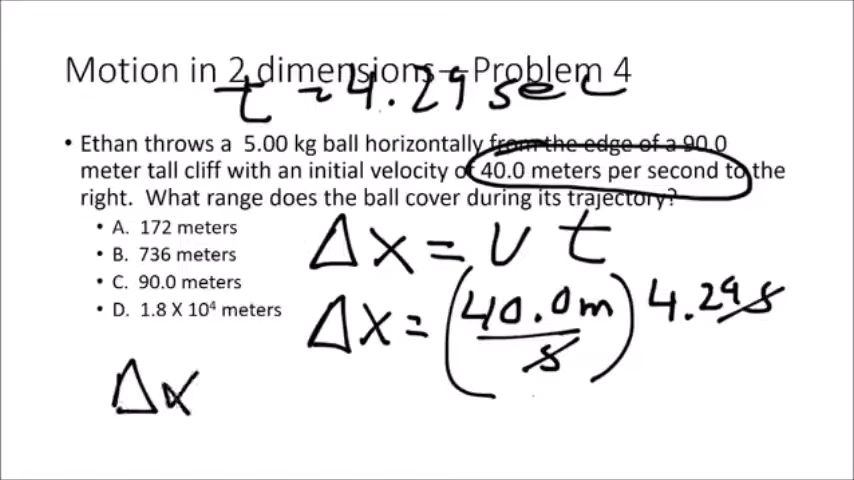 Motion in 2 dimensions—Problem 4
t = 4.29 sec
• Ethan throws a 5.00 kg ball horizontally from the edge of a 90.0
meter tall cliff with an initial velocity of 40.0 meters per second to the
right. What range does the ball cover during its trajectory?
• A. 172 meters
• B. 736 meters
• C. 90.0 meters
• D. 1.8 X 10⁴ meters
Δx = v t
Δx = (40.0m/s) 4.29s
Δx